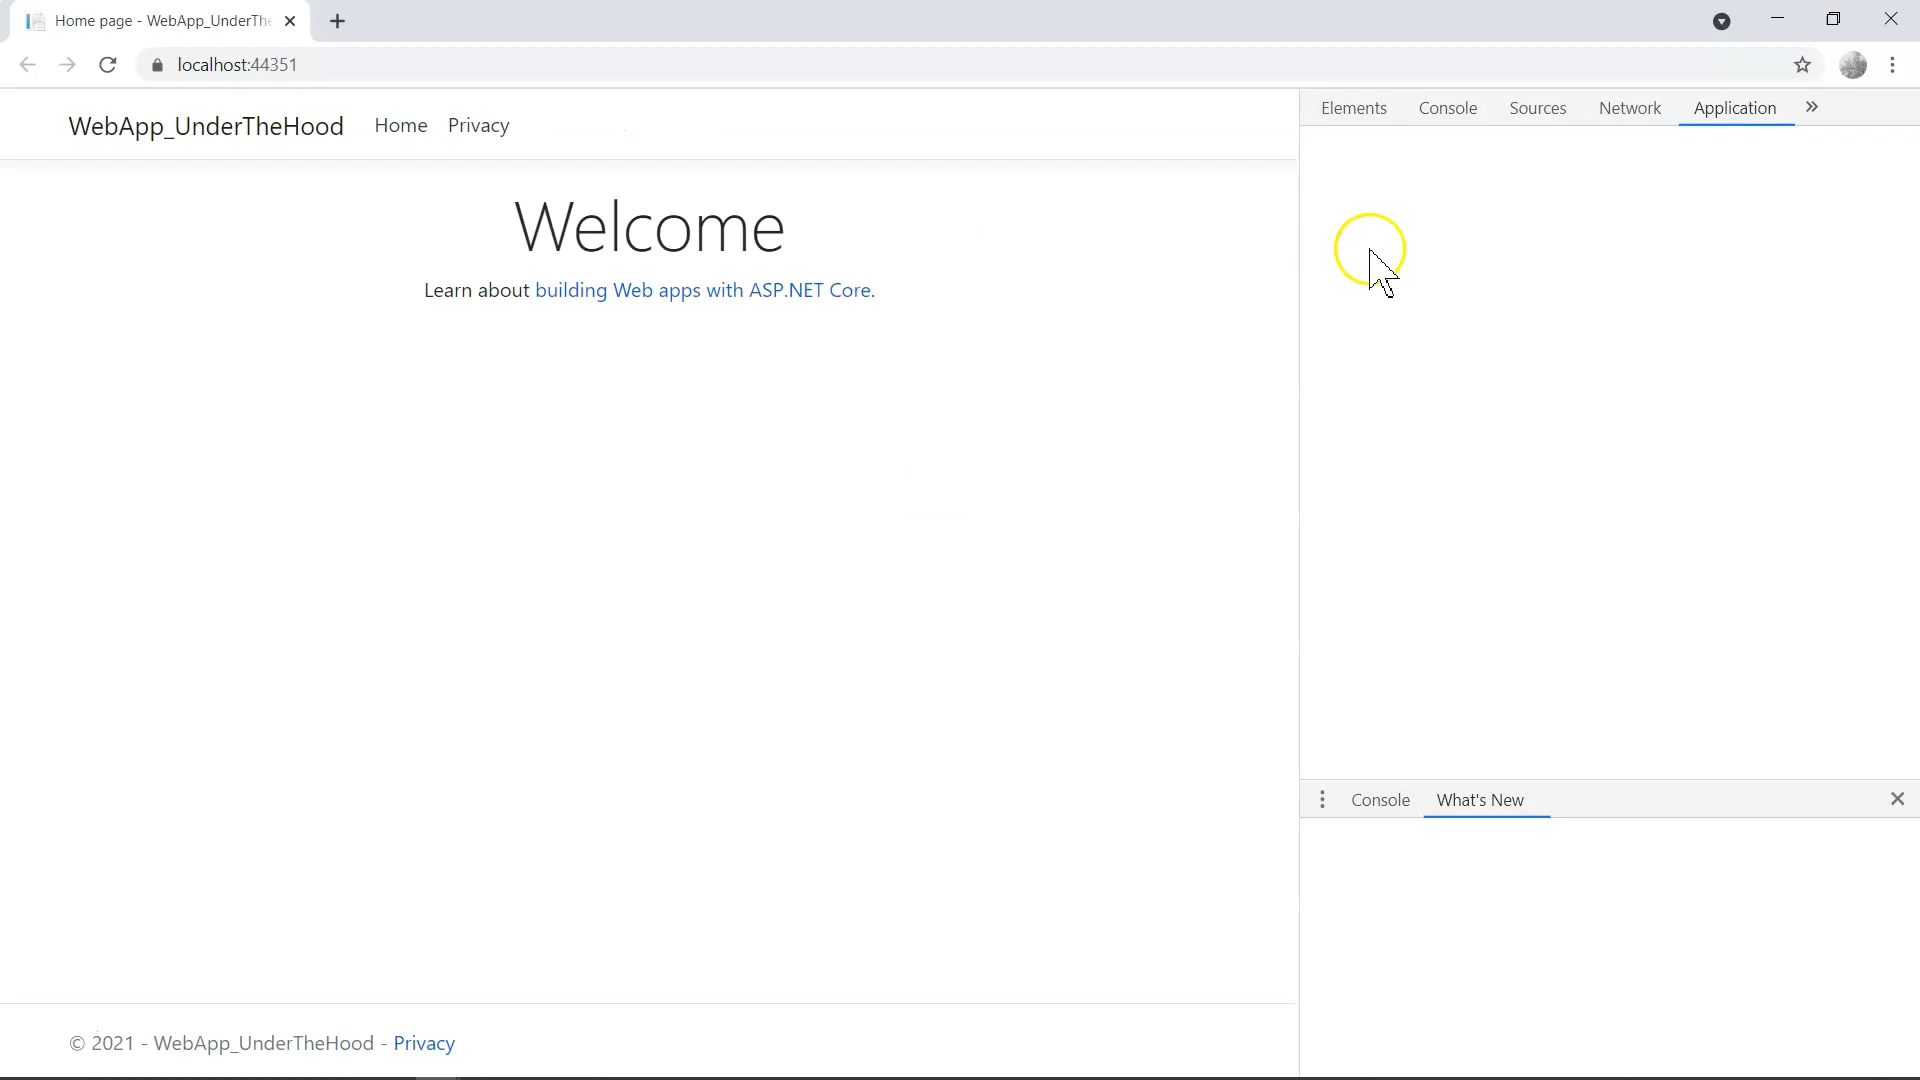 Home page - WebApp_UnderThe
localhost:44351
WebApp_UnderTheHood Home Privacy
Welcome
Learn about building Web apps with ASP.NET Core.
© 2021 - WebApp_UnderTheHood - Privacy
Elements Console Sources Network Application
Console What's New